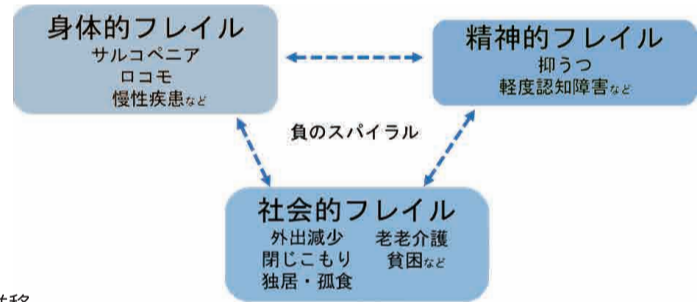 身体的フレイル
サルコペニア
ロコモ
慢性疾患など
精神的フレイル
抑うつ
軽度認知障害など
負のスパイラル
社会的フレイル
外出減少 老老介護
閉じこもり 貧困など
独居・孤食